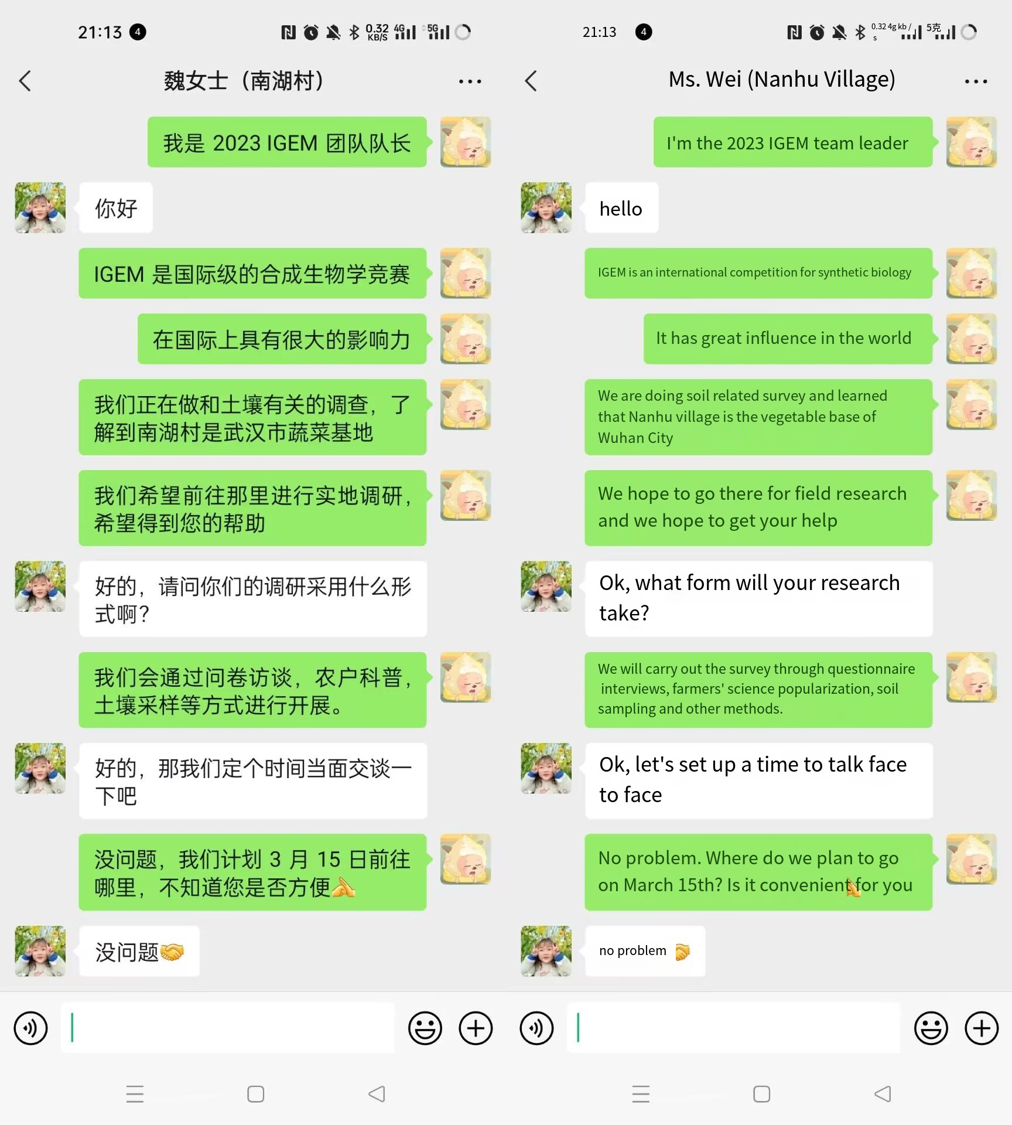 21:13 4 0.32 KB/S 4G 5G
魏女士（南湖村）
我是 2023 IGEM 团队队长
你好
IGEM 是国际级的合成生物学竞赛
在国际上具有很大的影响力
我们正在做和土壤有关的调查，了
解到南湖村是武汉市蔬菜基地
我们希望前往那里进行实地调研，
希望得到您的帮助
好的，请问你们的调研采用什么形
式啊？
我们会通过问卷访谈，农户科普，
土壤采样等方式进行开展。
好的，那我们定个时间当面交谈一
下吧
没问题，我们计划 3 月 15 日前往
哪里，不知道您是否方便
没问题
21:13 4 0.32 4g kb / s 5克
Ms. Wei (Nanhu Village)
I'm the 2023 IGEM team leader
hello
IGEM is an international competition for synthetic biology
It has great influence in the world
We are doing soil related survey and learned
that Nanhu village is the vegetable base of
Wuhan City
We hope to go there for field research
and we hope to get your help
Ok, what form will your research
take?
We will carry out the survey through questionnaire
interviews, farmers' science popularization, soil
sampling and other methods.
Ok, let's set up a time to talk face
to face
No problem. Where do we plan to go
on March 15th? Is it convenient for you
no problem